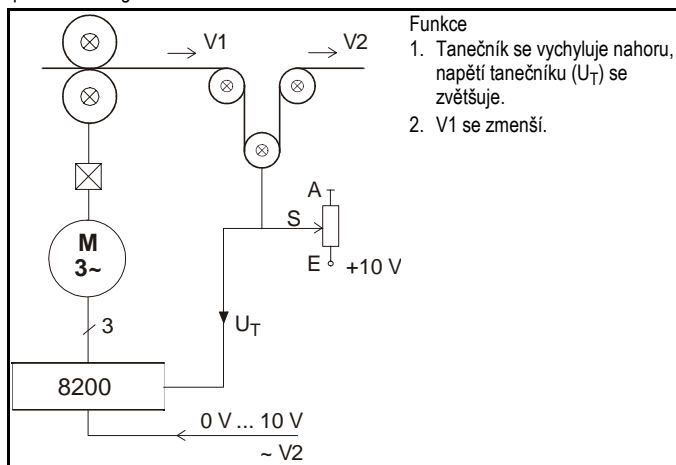 V1
V2
Funkce
1. Tanečník se vychyluje nahoru,
napětí tanečníku (UT) se
zvětšuje.
2. V1 se zmenší.
A
S
E
+10 V
M
3~
3
UT
8200
0 V ... 10 V
~ V2